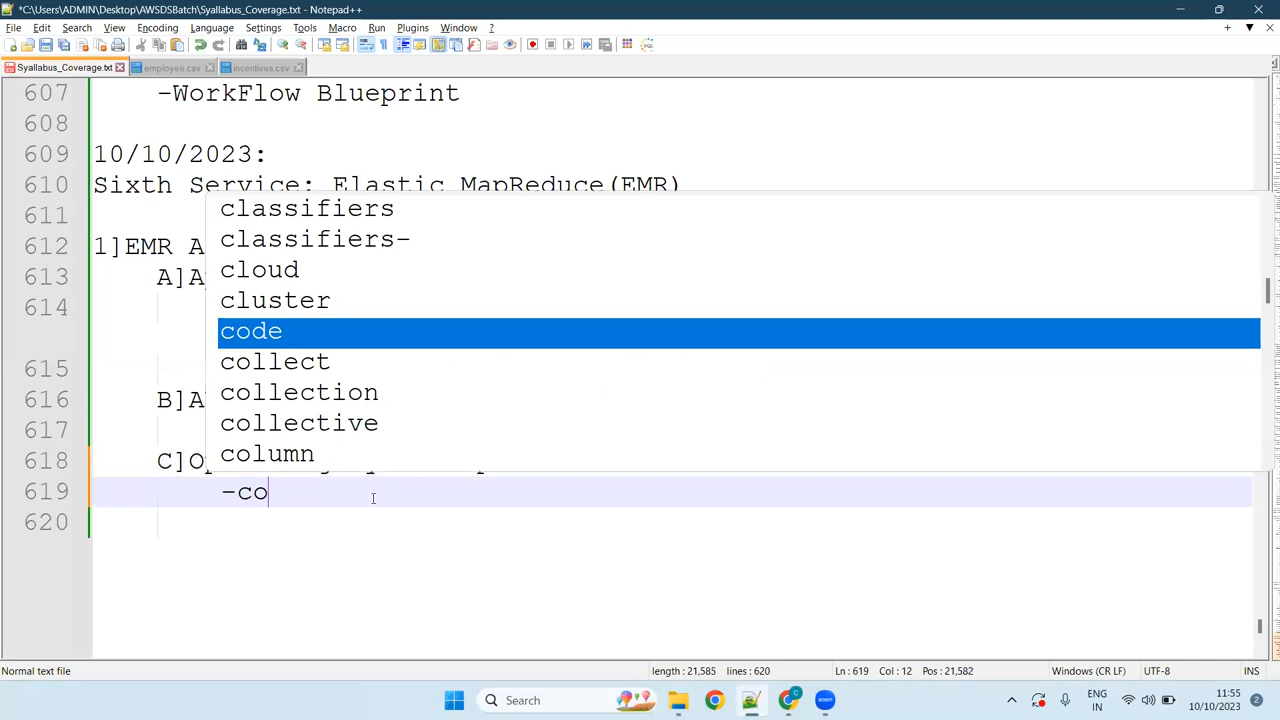 *C:\Users\ADMIN\Desktop\AWSDSBatch\Syallabus_Coverage.txt - Notepad++
File Edit Search View Encoding Language Settings Tools Macro Run Plugins Window ?
Syallabus_Coverage.txt employee.csv incentives.csv
607 -WorkFlow Blueprint
608
609 10/10/2023:
610 Sixth Service: Elastic MapReduce(EMR)
611
612 1]EMR A
613 A]A
614
615
616 B]A
617
618 C]Op
619 -co
620
classifiers
classifiers-
cloud
cluster
code
collect
collection
collective
column
Normal text file length : 21,585 lines : 620 Ln : 619 Col : 12 Pos : 21,582 Windows (CR LF) UTF-8 INS
Search ENG IN 11:55 10/10/2023 2